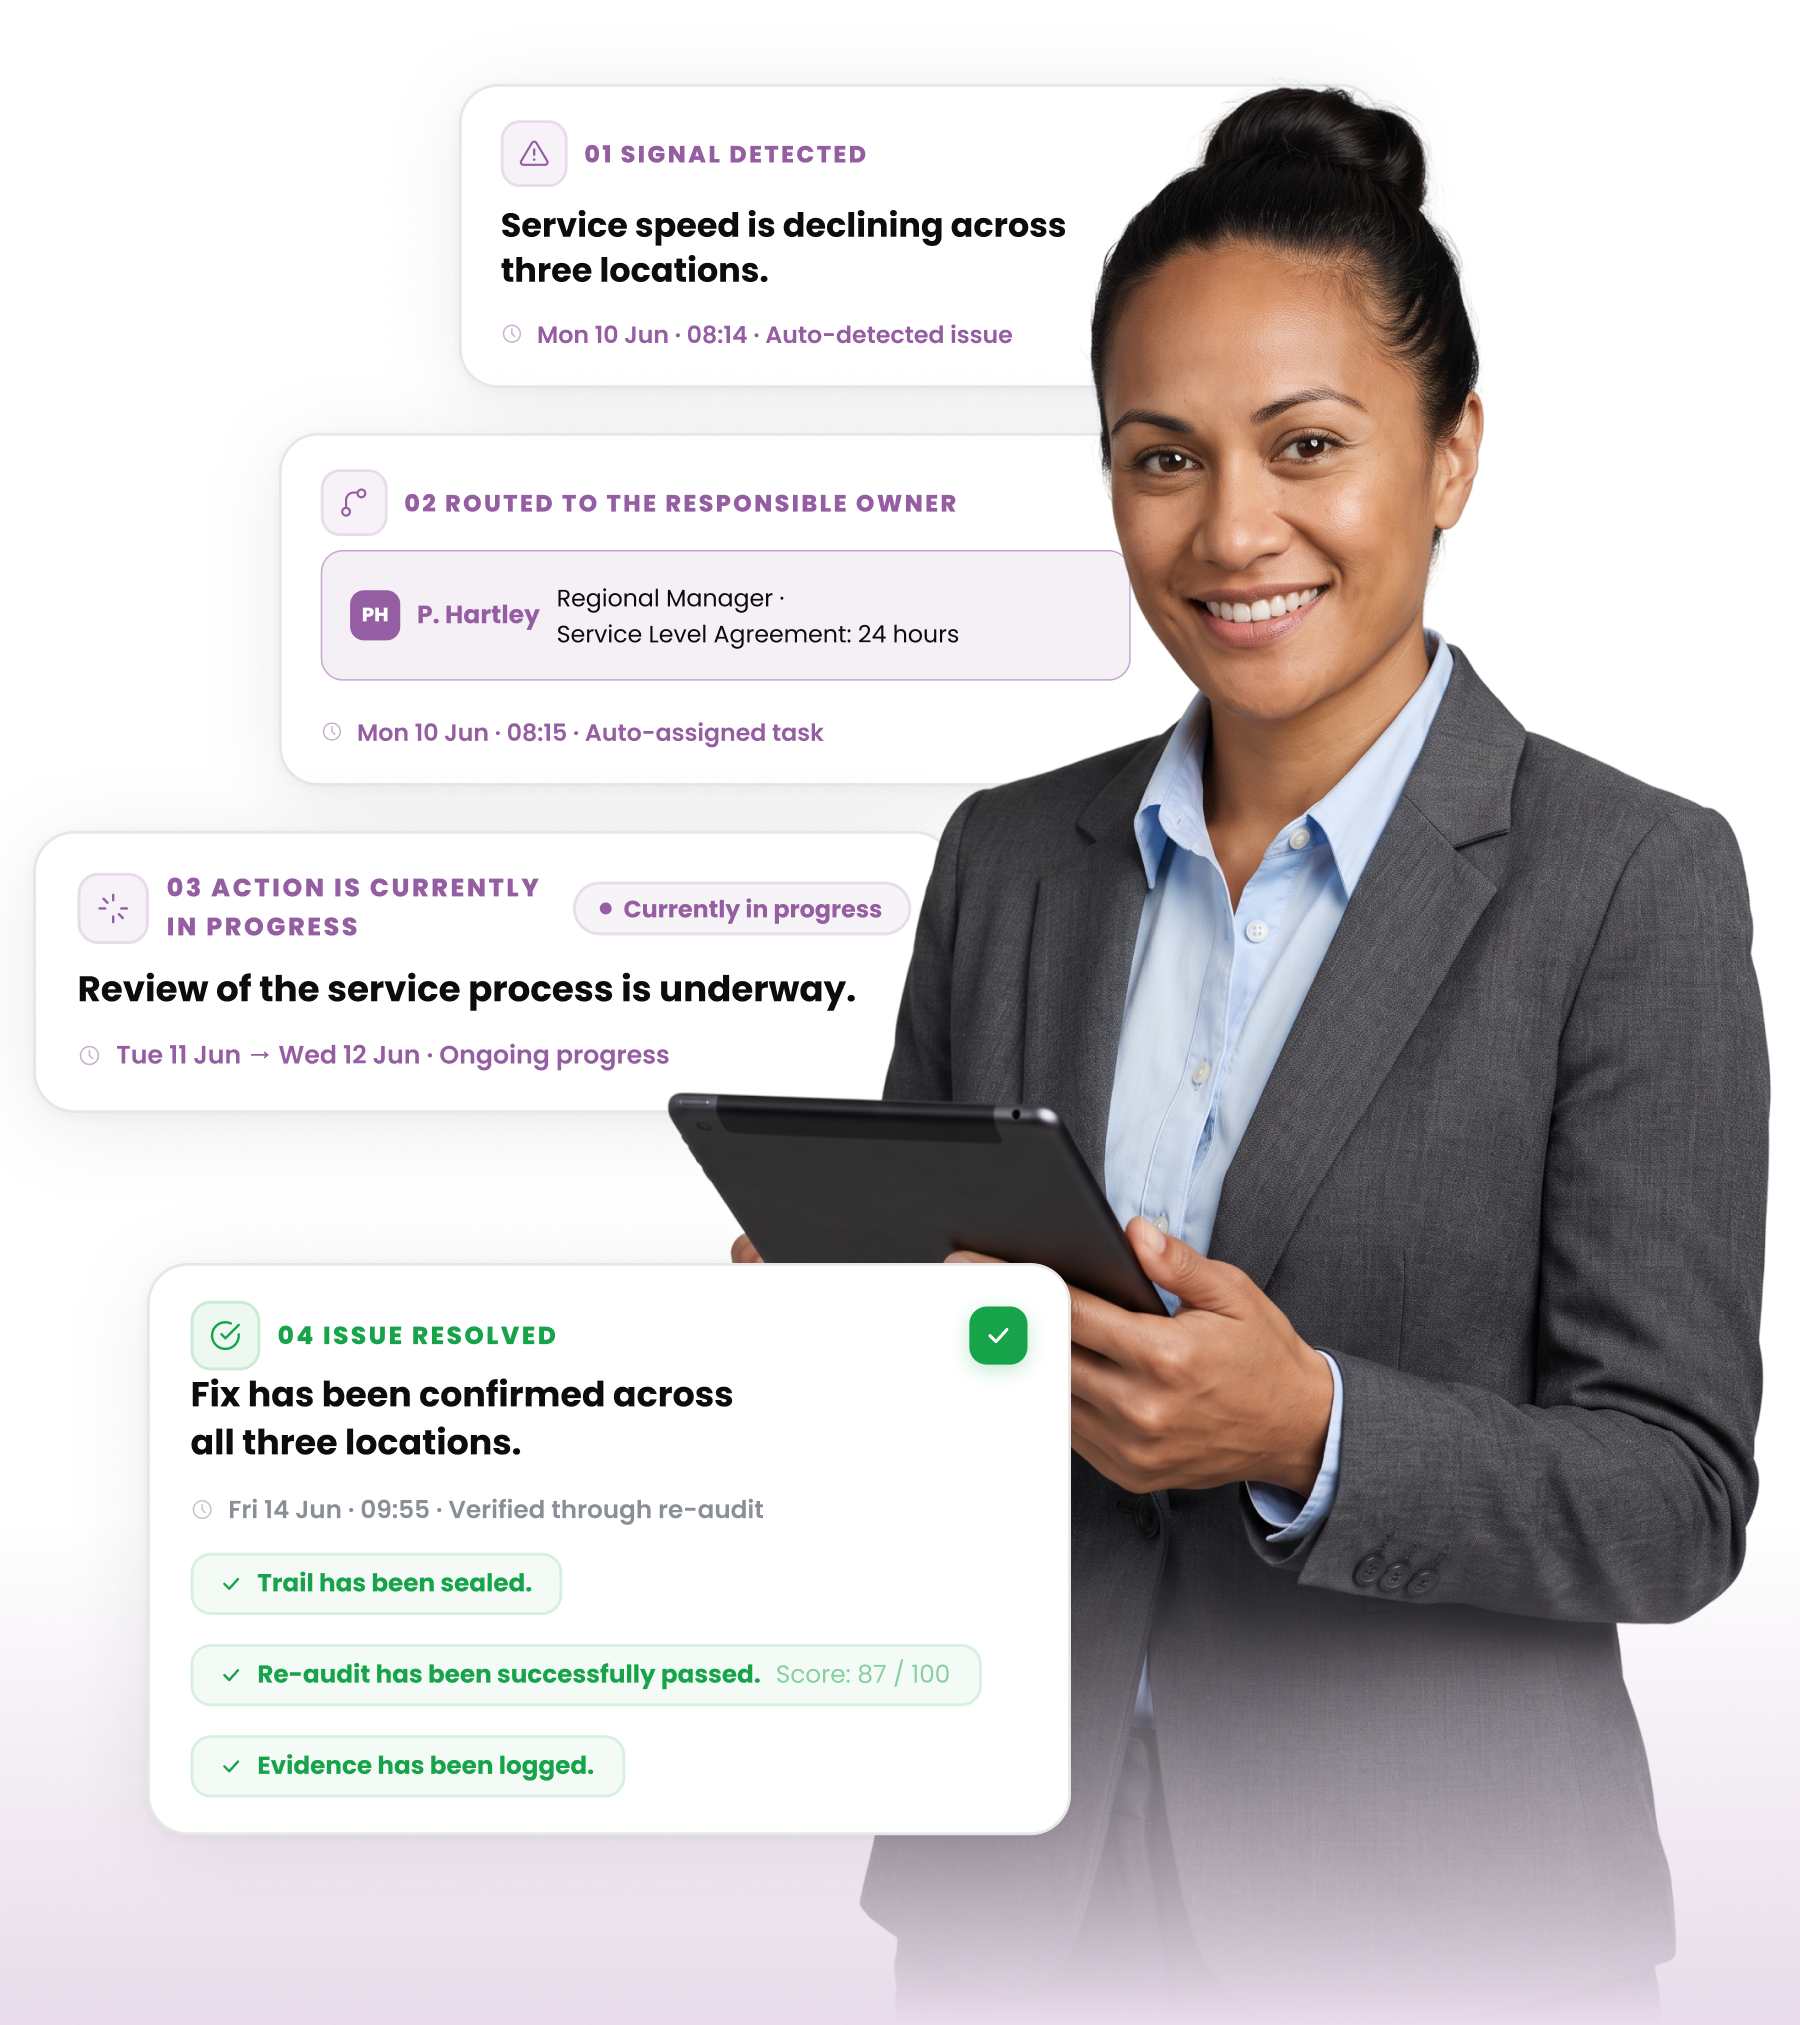 01 SIGNAL DETECTED
Service speed is declining across
three locations.
Mon 10 Jun · 08:14 · Auto-detected issue
02 ROUTED TO THE RESPONSIBLE OWNER
PH
P. Hartley
Regional Manager ·
Service Level Agreement: 24 hours
Mon 10 Jun · 08:15 · Auto-assigned task
03 ACTION IS CURRENTLY
IN PROGRESS
Currently in progress
Review of the service process is underway.
Tue 11 Jun → Wed 12 Jun · Ongoing progress
04 ISSUE RESOLVED
Fix has been confirmed across
all three locations.
Fri 14 Jun · 09:55 · Verified through re-audit
Trail has been sealed.
Re-audit has been successfully passed. Score: 87 / 100
Evidence has been logged.